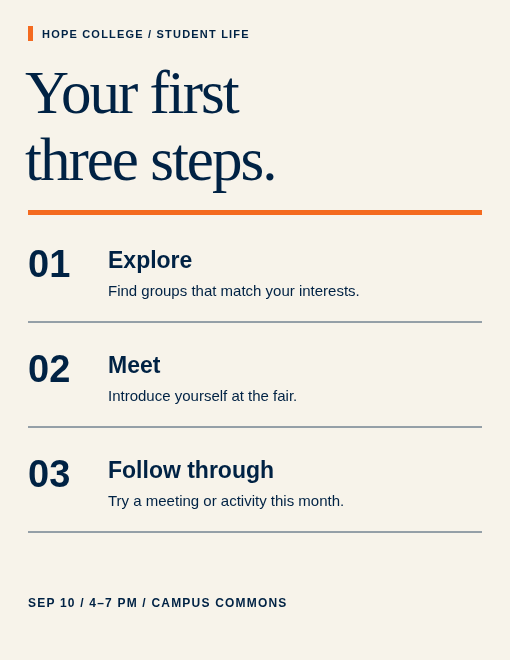 HOPE COLLEGE / STUDENT LIFE
Your first
three steps.
01
Explore
Find groups that match your interests.
02
Meet
Introduce yourself at the fair.
03
Follow through
Try a meeting or activity this month.
SEP 10 / 4–7 PM / CAMPUS COMMONS